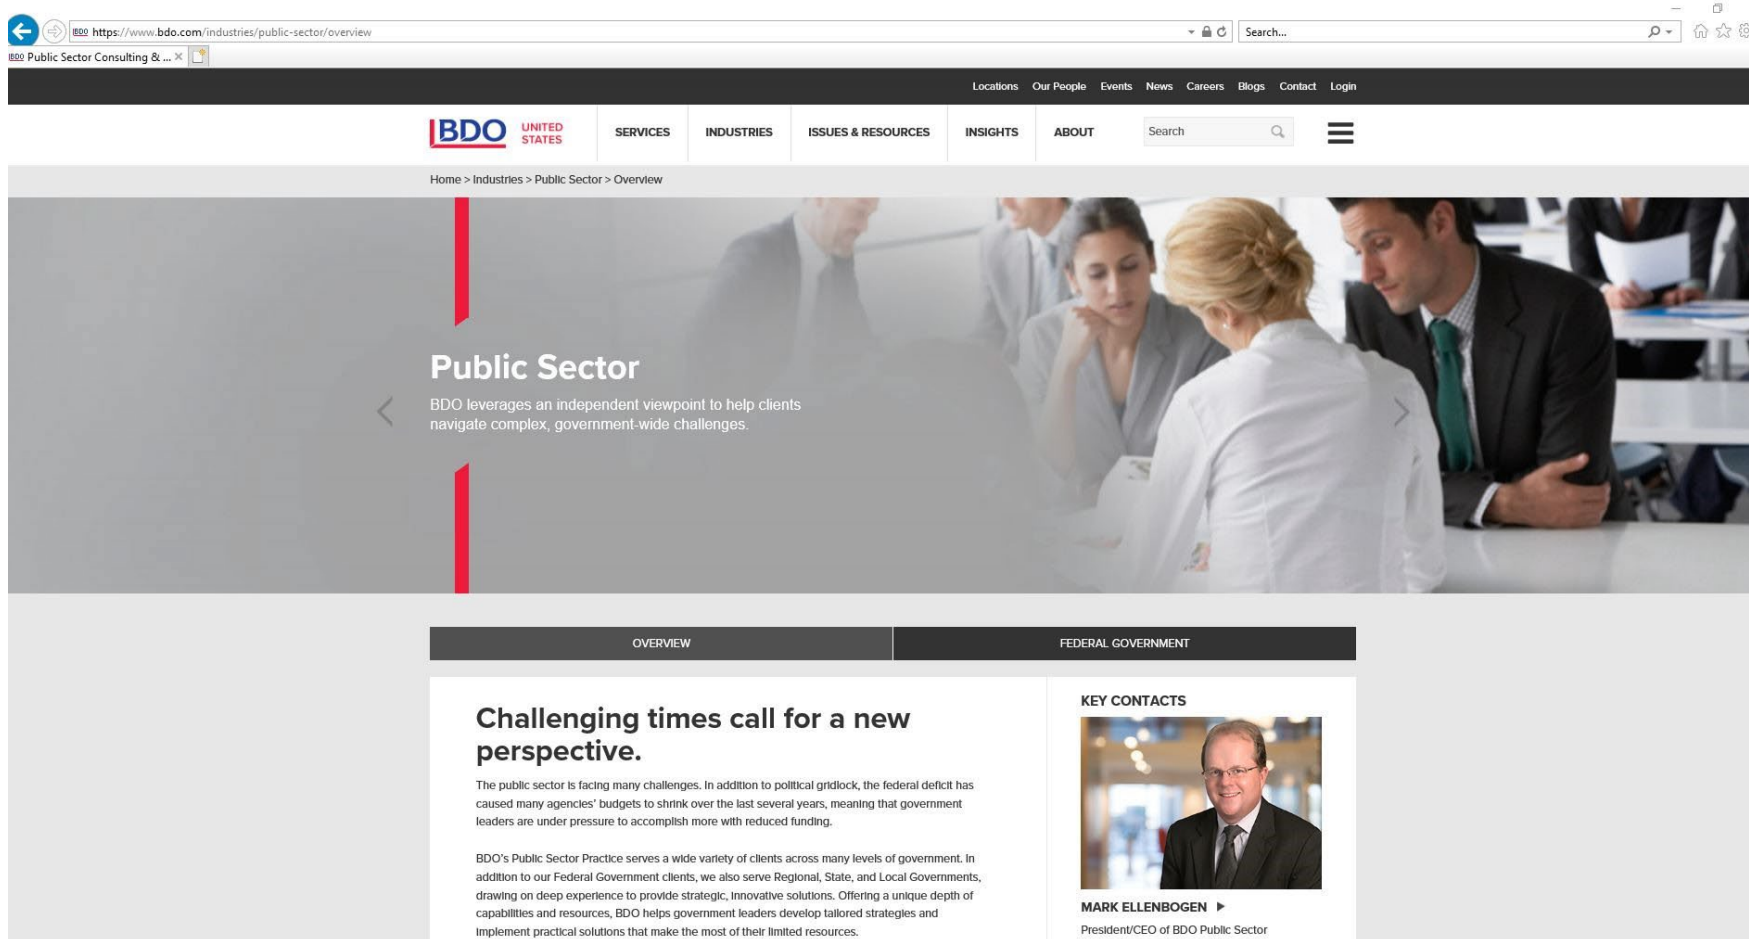 https://www.bdo.com/industries/public-sector/overview
Search...
Public Sector Consulting & ...
Locations Our People Events News Careers Blogs Contact Login
BDO UNITED STATES
SERVICES INDUSTRIES ISSUES & RESOURCES INSIGHTS ABOUT Search
Home > Industries > Public Sector > Overview
Public Sector
BDO leverages an independent viewpoint to help clients
navigate complex, government-wide challenges.
OVERVIEW FEDERAL GOVERNMENT
Challenging times call for a new
perspective.
The public sector is facing many challenges. In addition to political gridlock, the federal deficit has
caused many agencies' budgets to shrink over the last several years, meaning that government
leaders are under pressure to accomplish more with reduced funding.
BDO's Public Sector Practice serves a wide variety of clients across many levels of government. In
addition to our Federal Government clients, we also serve Regional, State, and Local Governments,
drawing on deep experience to provide strategic, innovative solutions. Offering a unique depth of
capabilities and resources, BDO helps government leaders develop tailored strategies and
implement practical solutions that make the most of their limited resources.
KEY CONTACTS
MARK ELLENBOGEN
President/CEO of BDO Public Sector